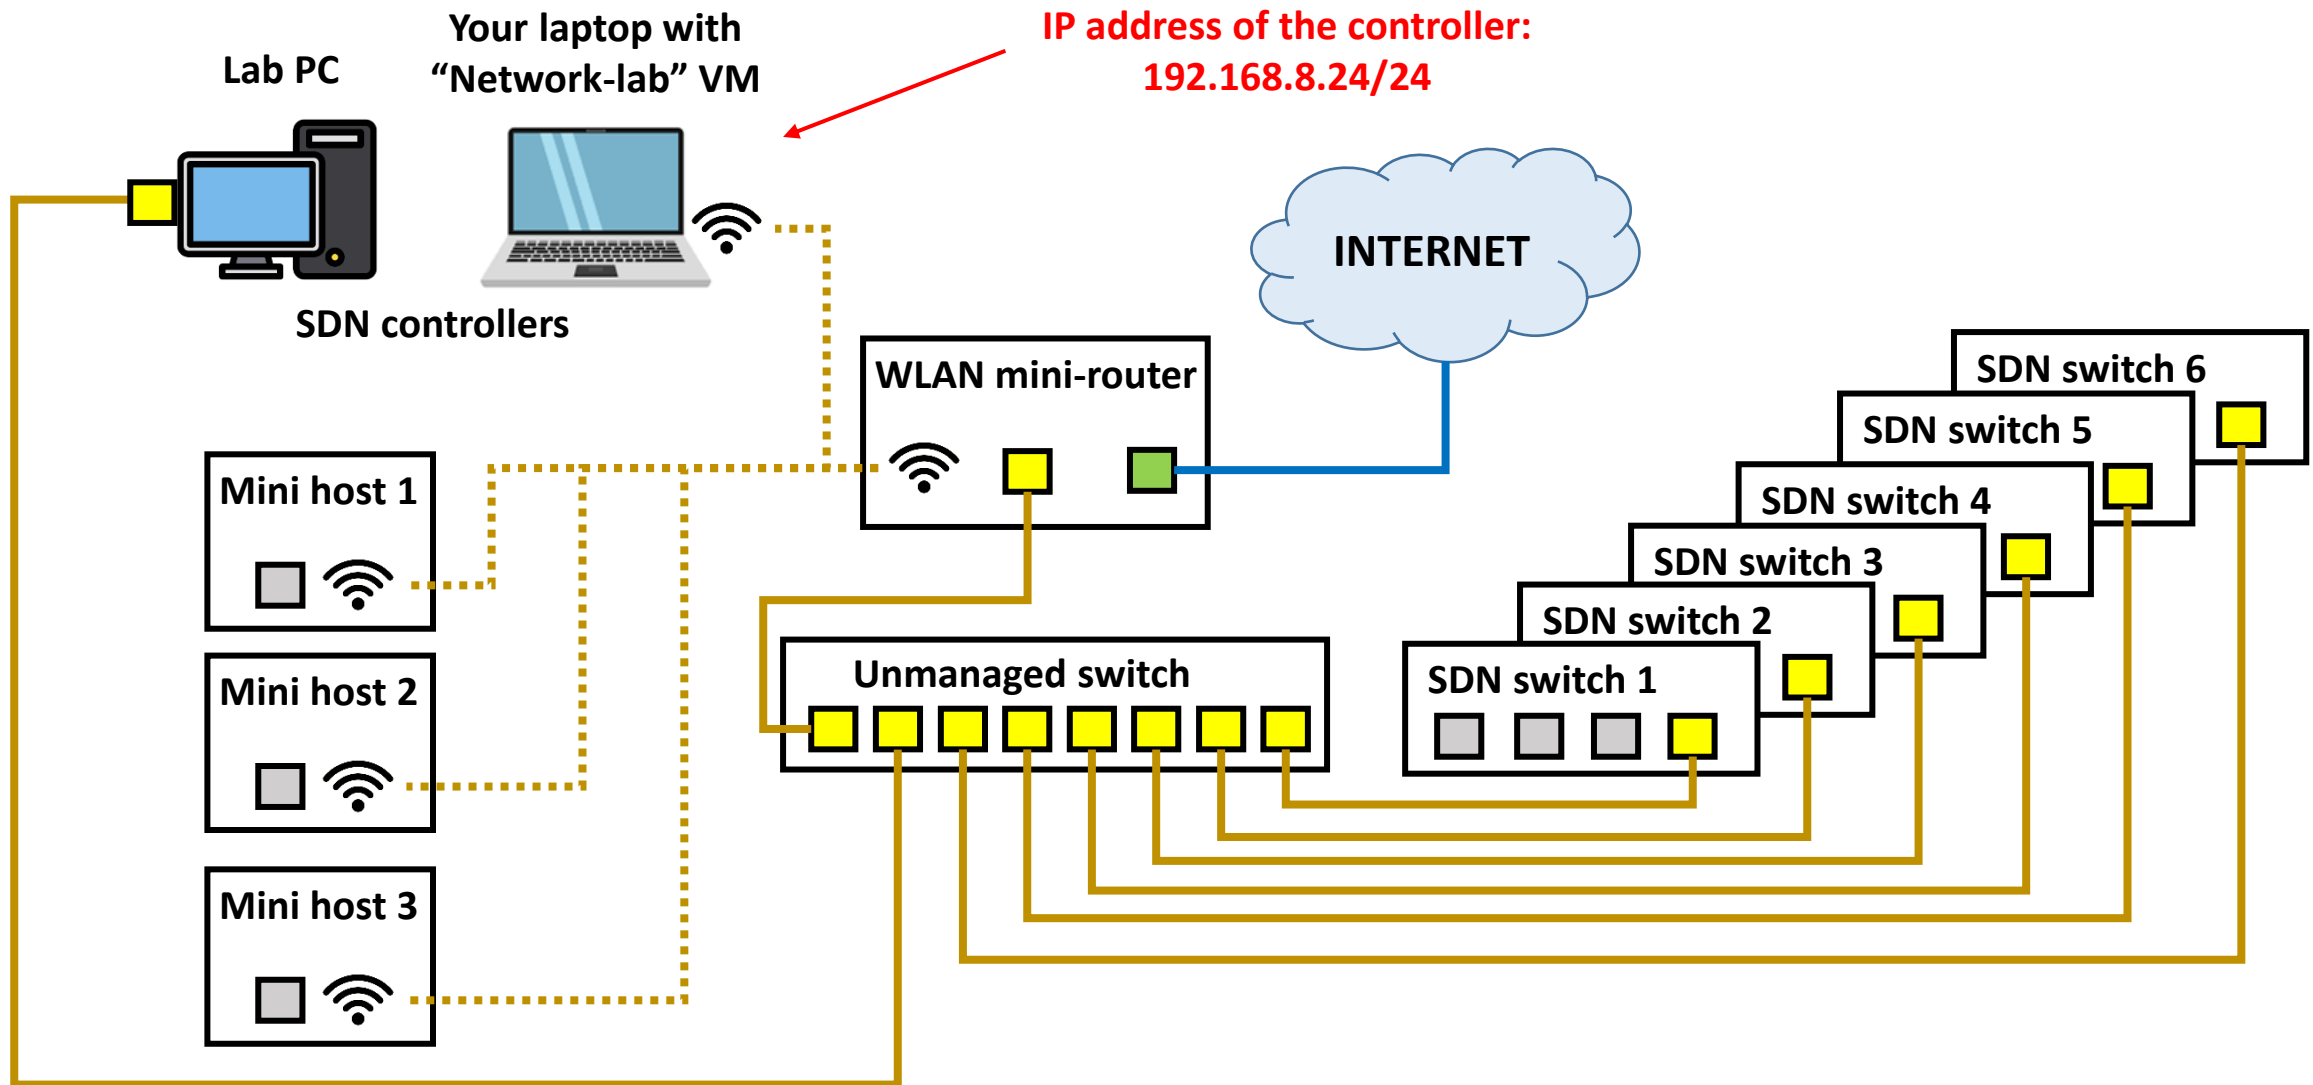 Lab PC
Your laptop with
“Network-lab” VM
IP address of the controller:
192.168.8.24/24
SDN controllers
INTERNET
WLAN mini-router
Mini host 1
Mini host 2
Mini host 3
Unmanaged switch
SDN switch 6
SDN switch 5
SDN switch 4
SDN switch 3
SDN switch 2
SDN switch 1